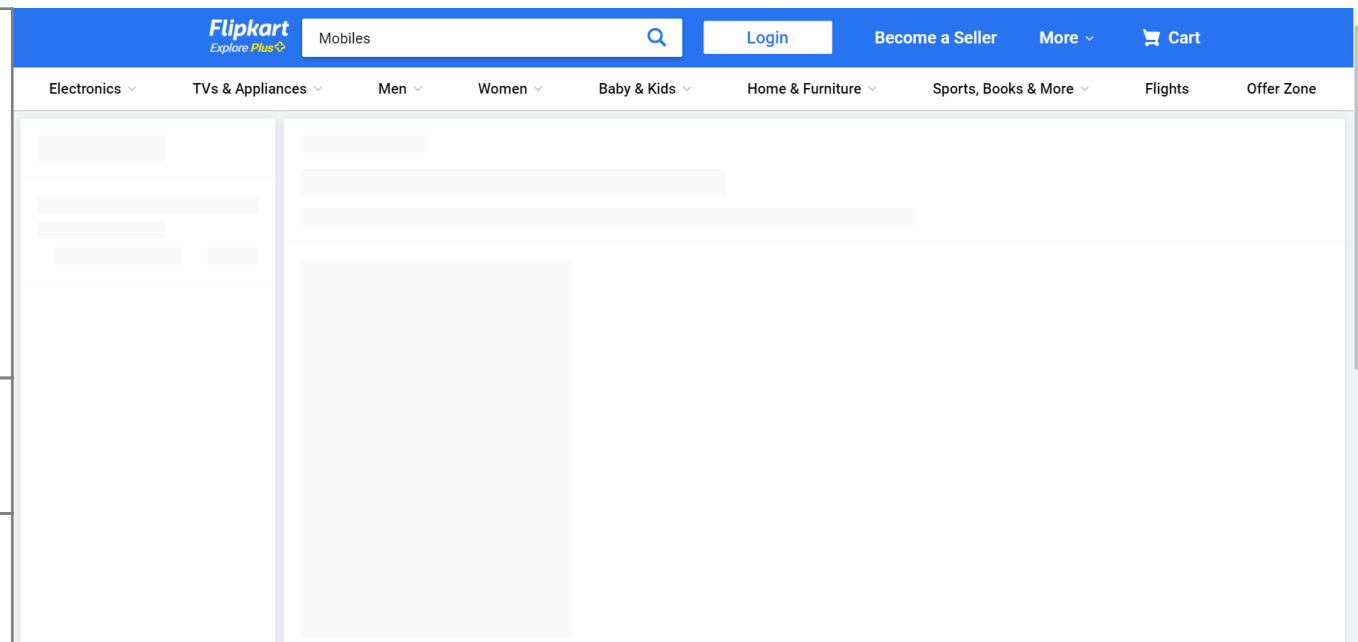 Flipkart
Explore Plus
Mobiles
Login
Become a Seller
More
Cart
Electronics
TVs & Appliances
Men
Women
Baby & Kids
Home & Furniture
Sports, Books & More
Flights
Offer Zone